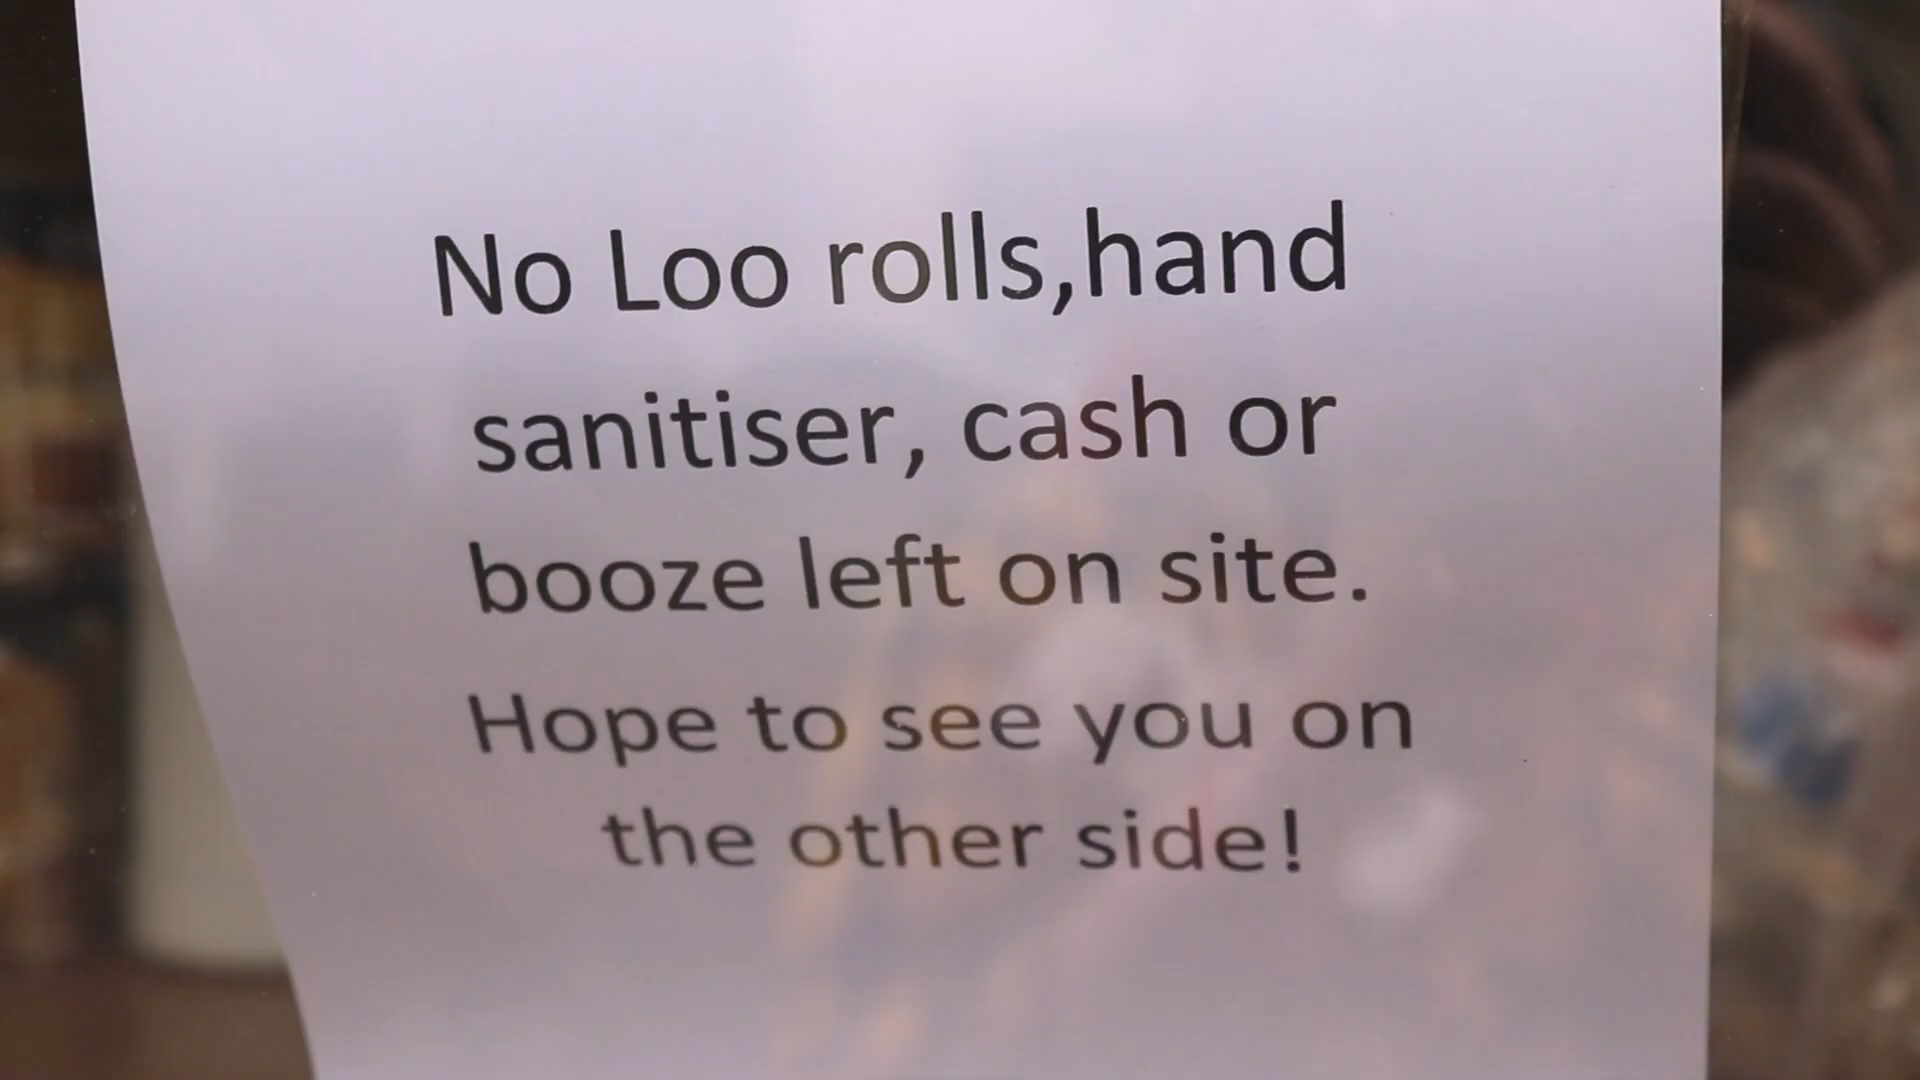 No Loo rolls,hand
sanitiser, cash or
booze left on site.
Hope to see you on
the other side!